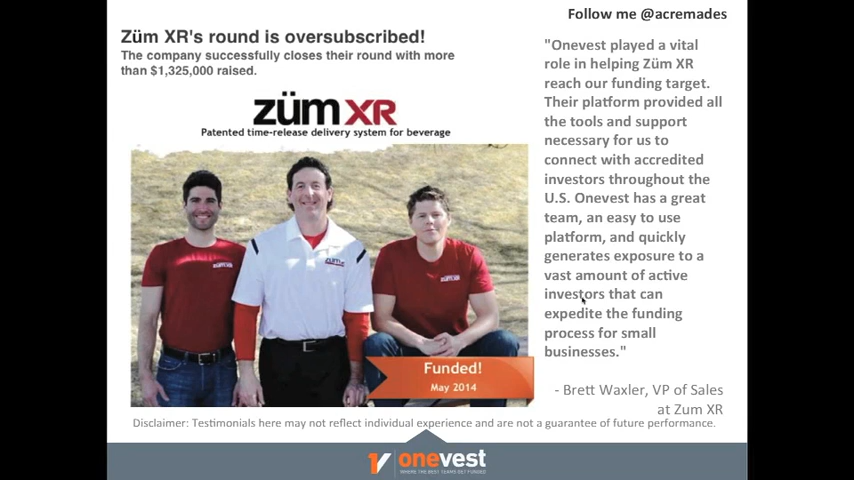 Follow me @acremades
Züm XR's round is oversubscribed!
The company successfully closes their round with more
than $1,325,000 raised.
zümXR
Patented time-release delivery system for beverage
"Onevest played a vital
role in helping Züm XR
reach our funding target.
Their platform provided all
the tools and support
necessary for us to
connect with accredited
investors throughout the
U.S. Onevest has a great
team, an easy to use
platform, and quickly
generates exposure to a
vast amount of active
investors that can
expedite the funding
process for small
businesses."
- Brett Waxler, VP of Sales
at Zum XR
Funded!
May 2014
Disclaimer: Testimonials here may not reflect individual experience and are not a guarantee of future performance.
onevest
WHERE THE BEST TEAMS GET FUNDED